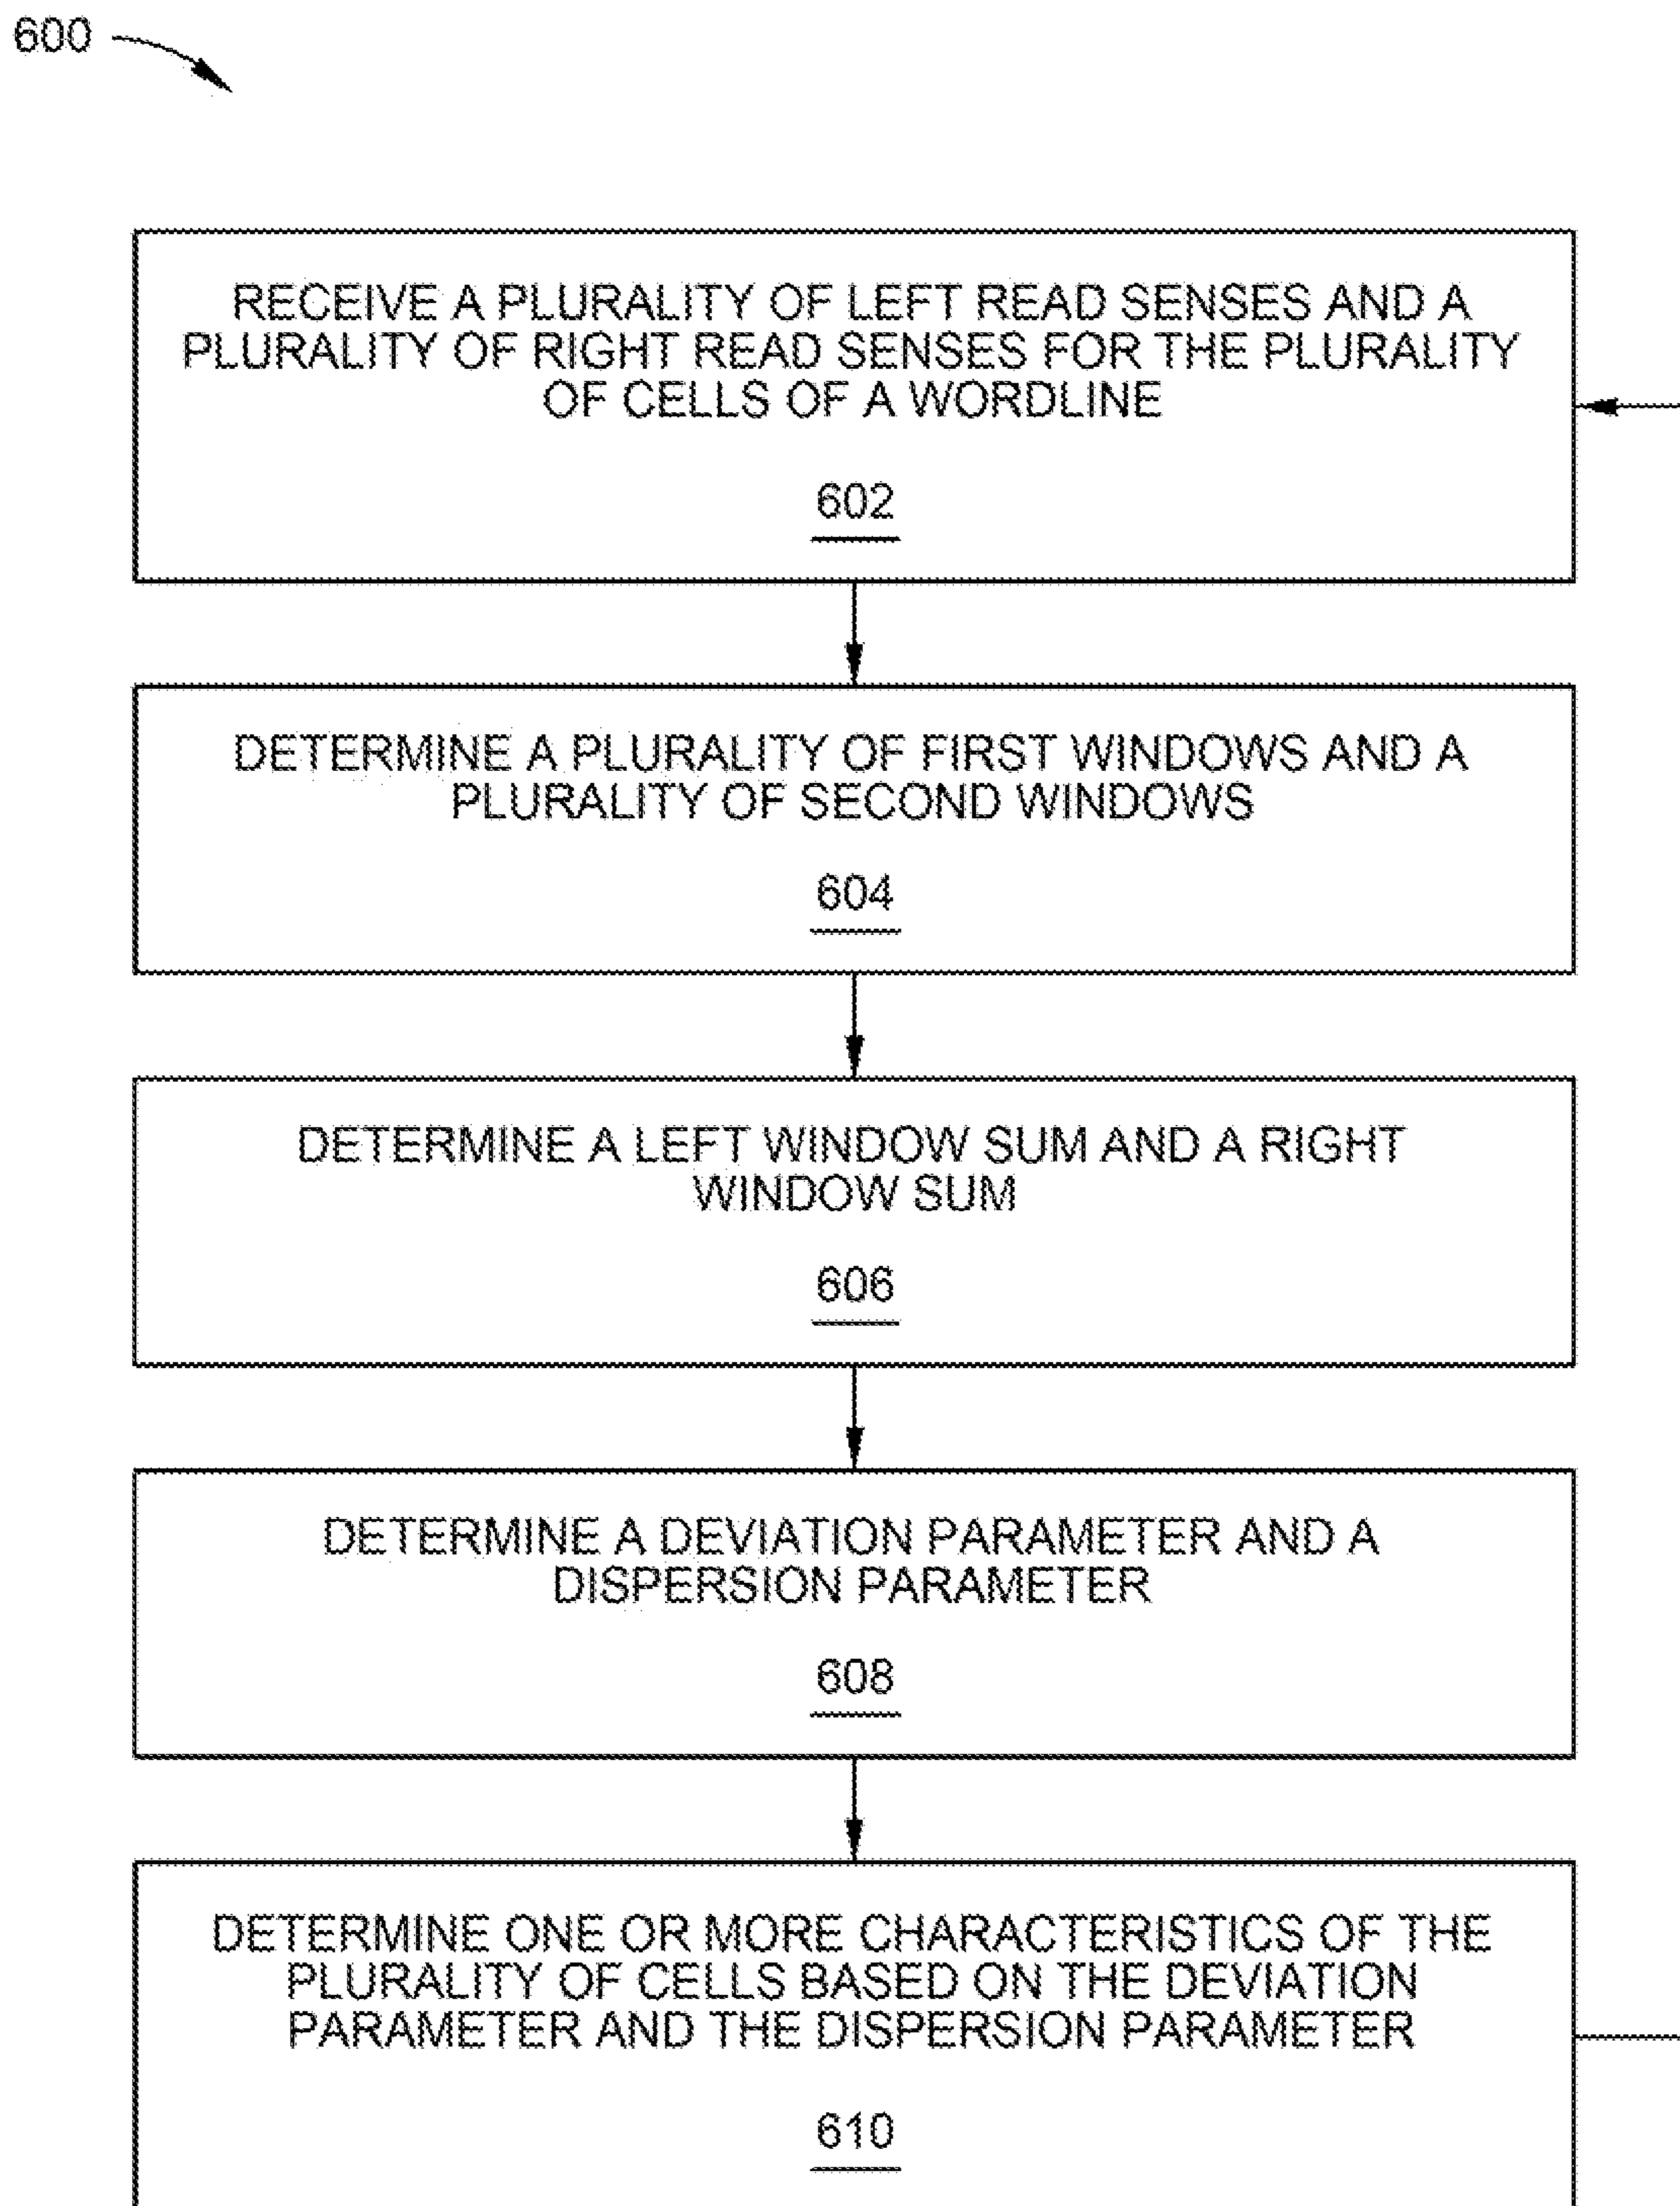 600
RECEIVE A PLURALITY OF LEFT READ SENSES AND A
PLURALITY OF RIGHT READ SENSES FOR THE PLURALITY
OF CELLS OF A WORDLINE
602
DETERMINE A PLURALITY OF FIRST WINDOWS AND A
PLURALITY OF SECOND WINDOWS
604
DETERMINE A LEFT WINDOW SUM AND A RIGHT
WINDOW SUM
606
DETERMINE A DEVIATION PARAMETER AND A
DISPERSION PARAMETER
608
DETERMINE ONE OR MORE CHARACTERISTICS OF THE
PLURALITY OF CELLS BASED ON THE DEVIATION
PARAMETER AND THE DISPERSION PARAMETER
610